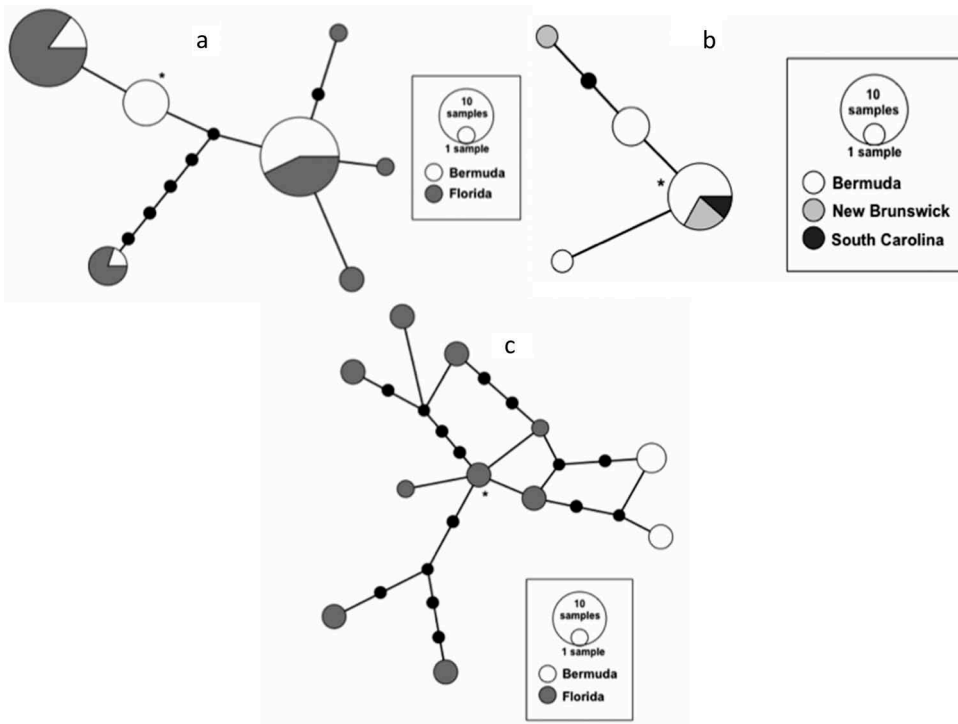 a
*
10
samples
1 sample
Bermuda
Florida
b
*
10
samples
1 sample
Bermuda
New Brunswick
South Carolina
c
*
10
samples
1 sample
Bermuda
Florida